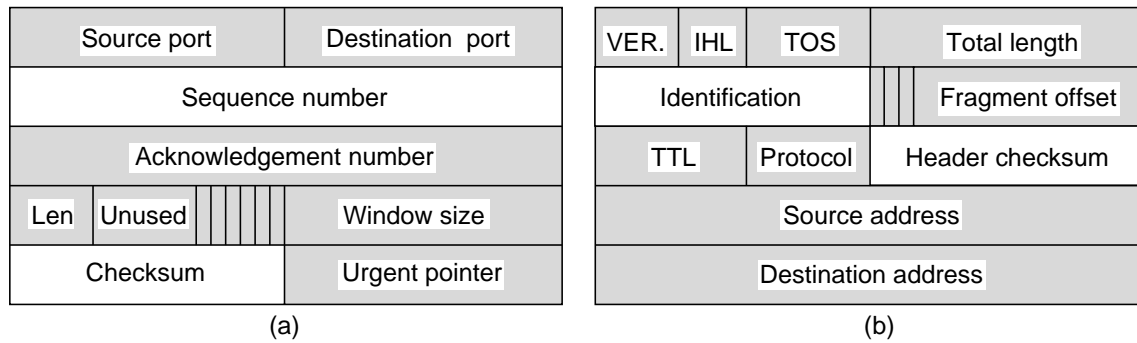 Source port Destination port
Sequence number
Acknowledgement number
Len Unused Window size
Checksum Urgent pointer
(a)
VER. IHL TOS Total length
Identification Fragment offset
TTL Protocol Header checksum
Source address
Destination address
(b)